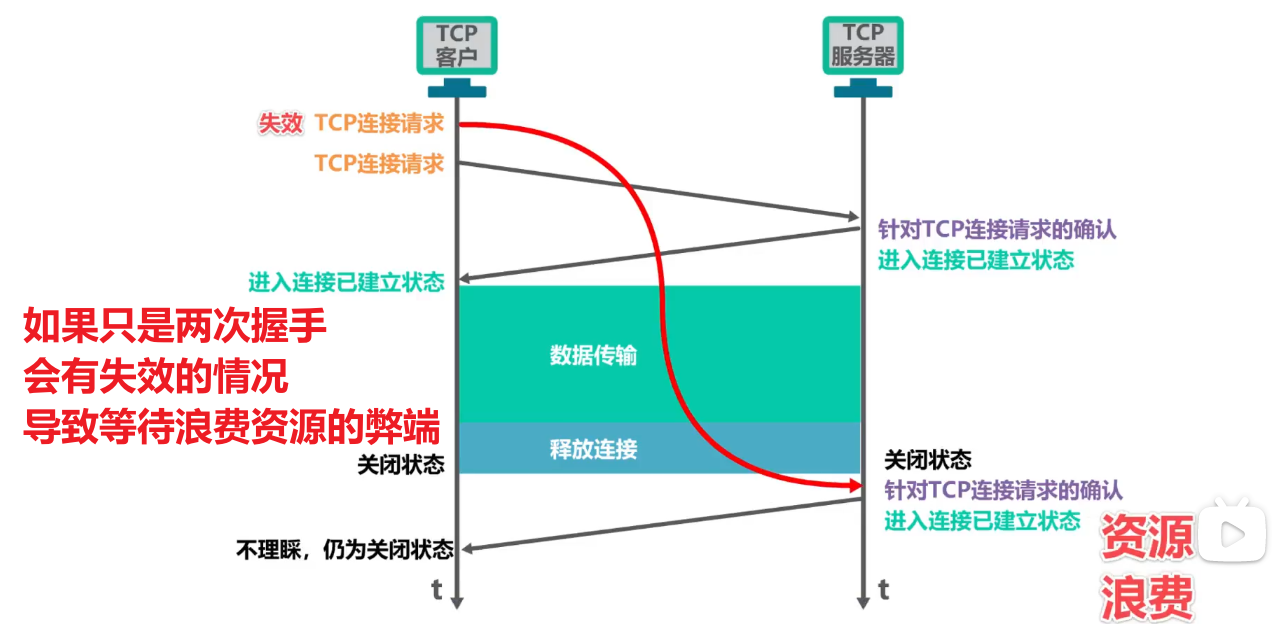 TCP
客户
TCP
服务器
失效 TCP连接请求
TCP连接请求
针对TCP连接请求的确认
进入连接已建立状态
进入连接已建立状态
如果只是两次握手
会有失效的情况
导致等待浪费资源的弊端
数据传输
释放连接
关闭状态
关闭状态
针对TCP连接请求的确认
进入连接已建立状态
不理睬，仍为关闭状态
资源
浪费
t
t